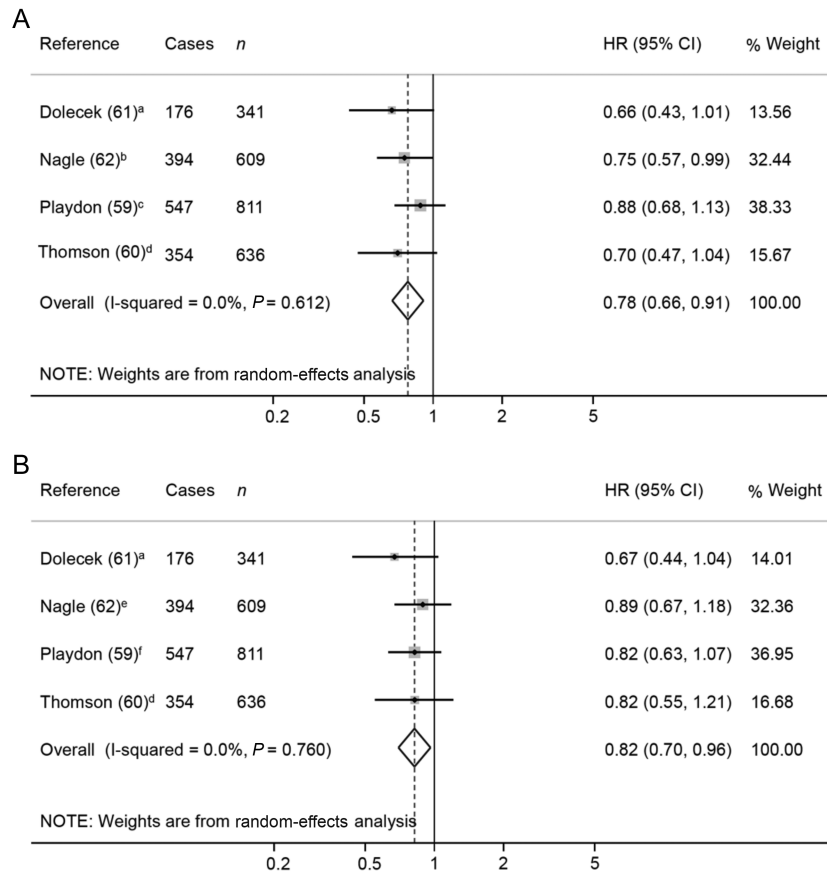 A
Reference Cases n HR (95% CI) % Weight
Dolecek (61)ᵃ 176 341 0.66 (0.43, 1.01) 13.56
Nagle (62)ᵇ 394 609 0.75 (0.57, 0.99) 32.44
Playdon (59)ᶜ 547 811 0.88 (0.68, 1.13) 38.33
Thomson (60)ᵈ 354 636 0.70 (0.47, 1.04) 15.67
Overall (I-squared = 0.0%, P = 0.612) 0.78 (0.66, 0.91) 100.00
NOTE: Weights are from random-effects analysis
0.2 0.5 1 2 5
B
Reference Cases n HR (95% CI) % Weight
Dolecek (61)ᵃ 176 341 0.67 (0.44, 1.04) 14.01
Nagle (62)ᵉ 394 609 0.89 (0.67, 1.18) 32.36
Playdon (59)ᶠ 547 811 0.82 (0.63, 1.07) 36.95
Thomson (60)ᵈ 354 636 0.82 (0.55, 1.21) 16.68
Overall (I-squared = 0.0%, P = 0.760) 0.82 (0.70, 0.96) 100.00
NOTE: Weights are from random-effects analysis
0.2 0.5 1 2 5